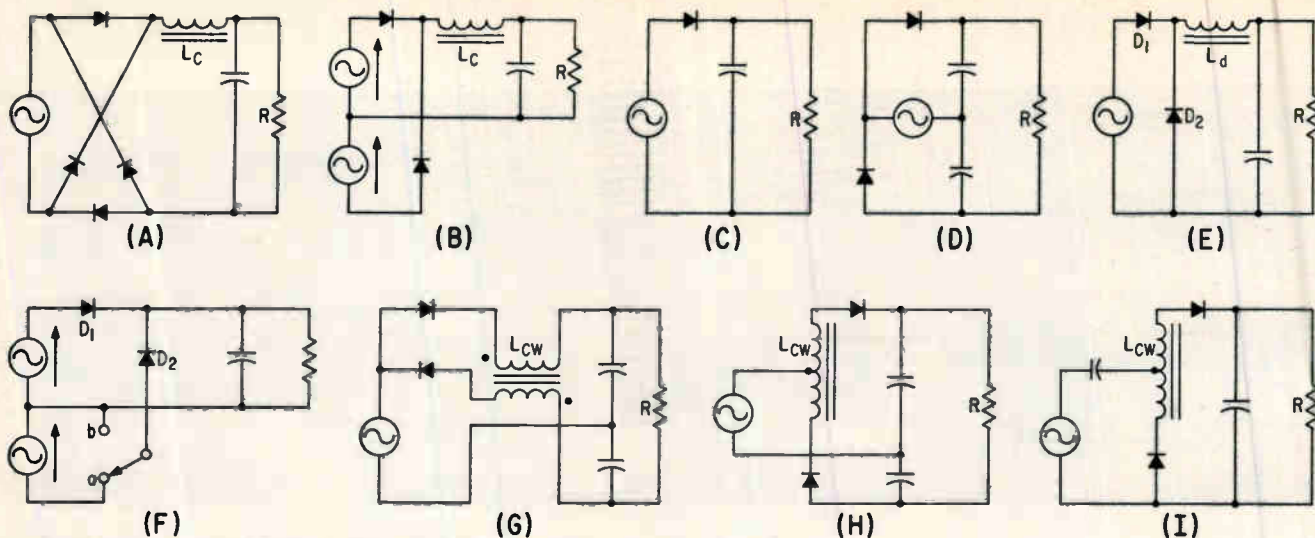 L_C
R
(A)
L_C
R
(B)
R
(C)
R
(D)
D_1
L_d
D_2
R
(E)
D_1
D_2
b
a
(F)
L_CW
R
(G)
L_CW
R
(H)
L_CW
R
(I)